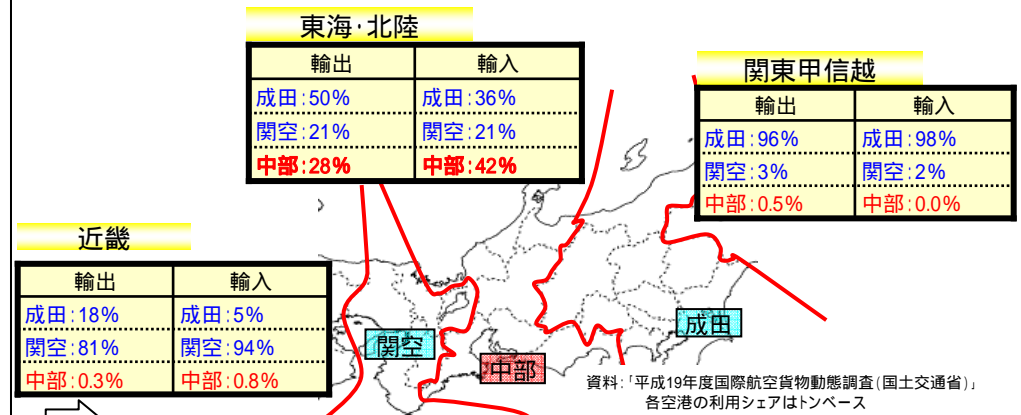 東海・北陸
輸出 輸入
成田:50% 成田:36%
関空:21% 関空:21%
中部:28% 中部:42%
関東甲信越
輸出 輸入
成田:96% 成田:98%
関空:3% 関空:2%
中部:0.5% 中部:0.0%
近畿
輸出 輸入
成田:18% 成田:5%
関空:81% 関空:94%
中部:0.3% 中部:0.8%
関空
中部
成田
資料:「平成19年度国際航空貨物動態調査(国土交通省)」
各空港の利用シェアはトンベース